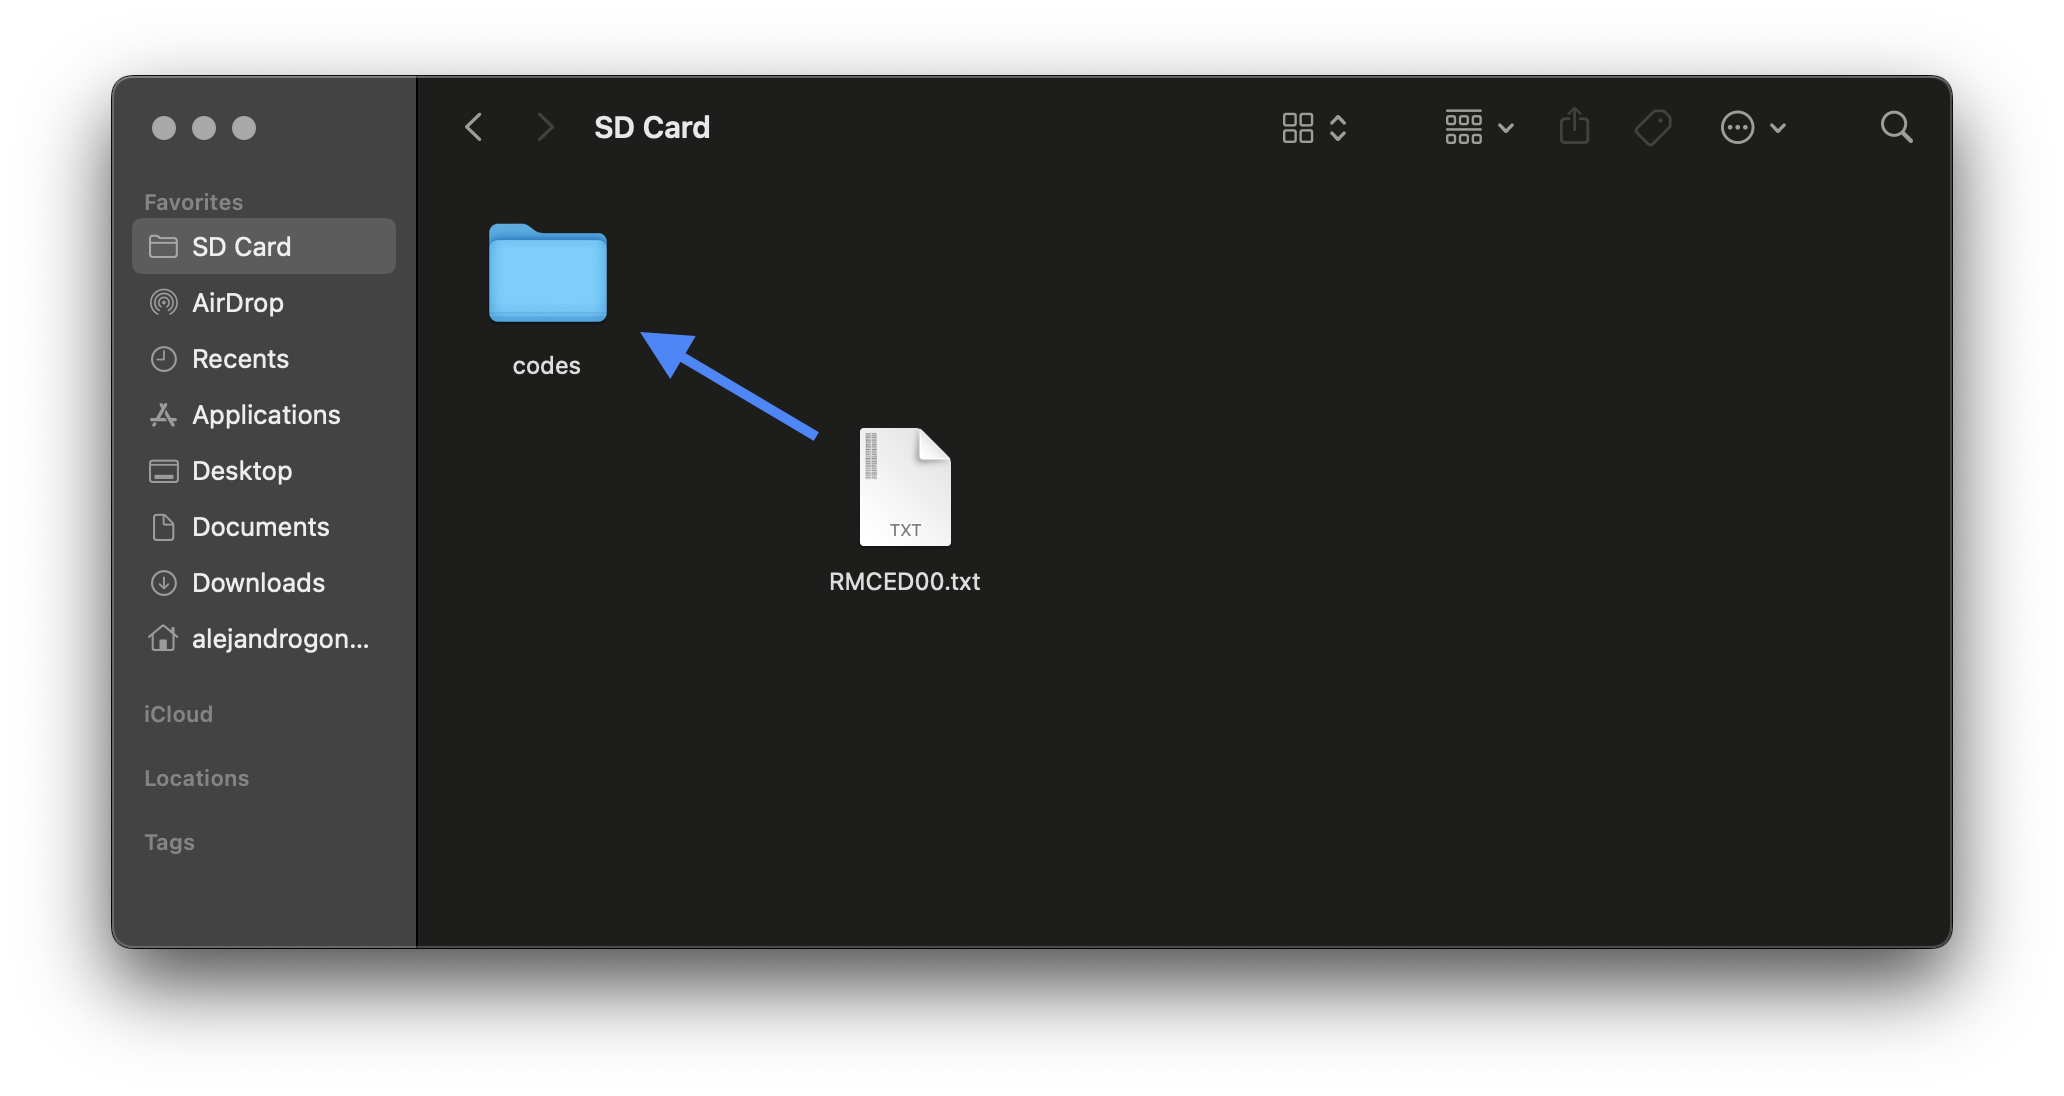 SD Card
Favorites
SD Card
AirDrop
Recents
Applications
Desktop
Documents
Downloads
alejandrogon...
iCloud
Locations
Tags
codes
TXT
RMCED00.txt